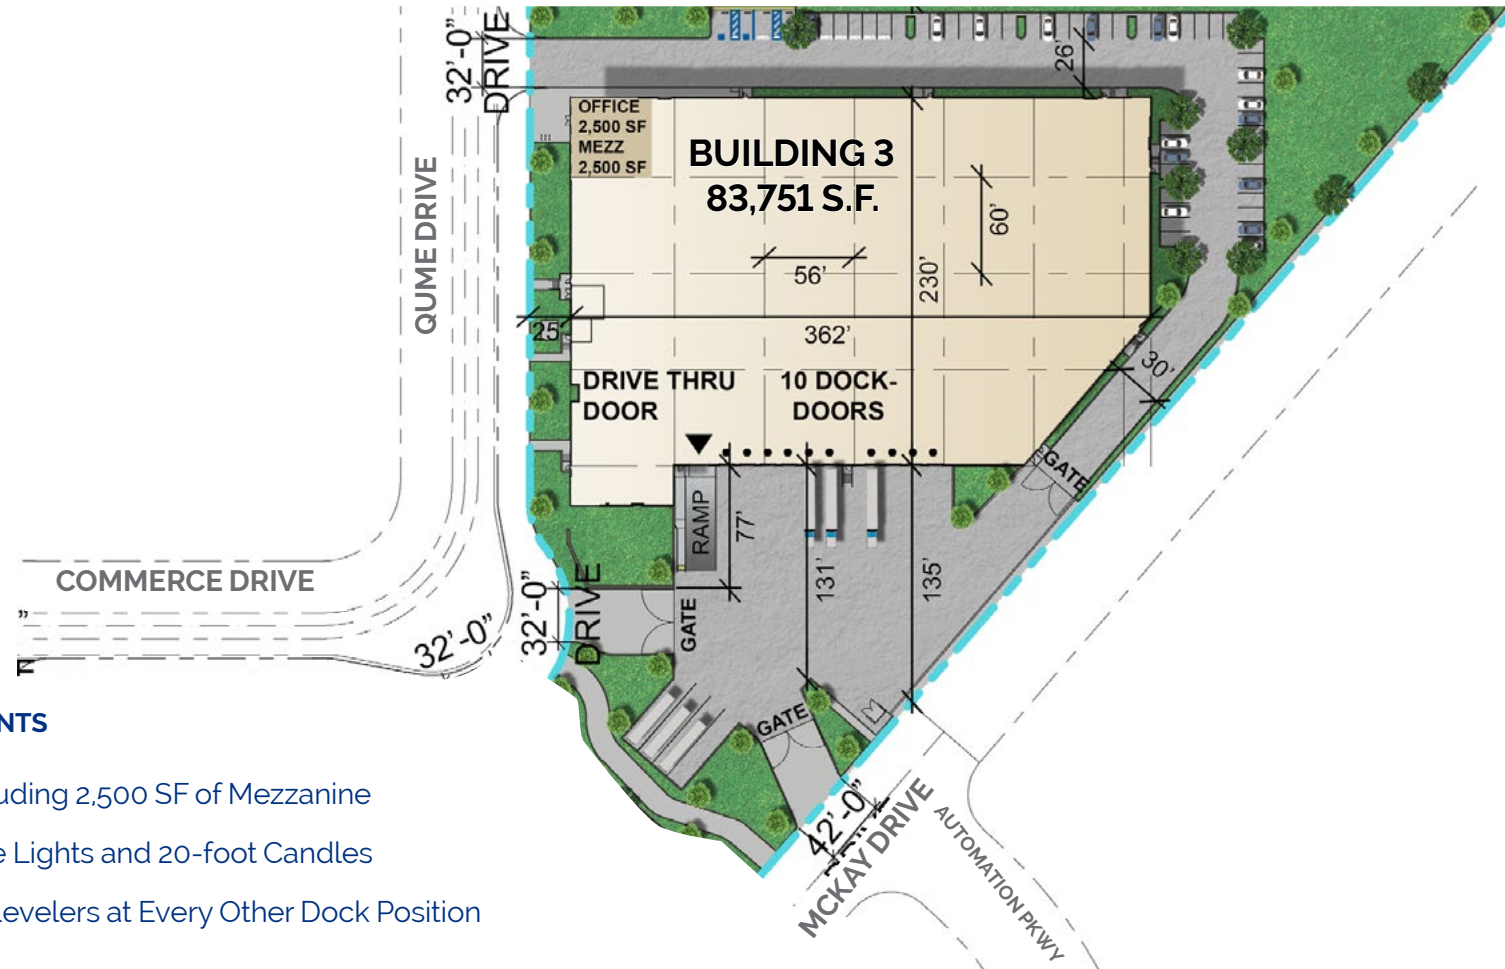 32'-0"
DRIVE
26'
OFFICE
2,500 SF
MEZZ
2,500 SF
BUILDING 3
83,751 S.F.
QUME DRIVE
60'
56'
230'
25'
362'
30'
DRIVE THRU
DOOR
10 DOCK-
DOORS
GATE
RAMP
77'
131'
135'
COMMERCE DRIVE
32'-0"
32'-0"
DRIVE
GATE
GATE
42'-0"
MCKAY DRIVE
AUTOMATION PKWY
NTS
uding 2,500 SF of Mezzanine
e Lights and 20-foot Candles
Levelers at Every Other Dock Position